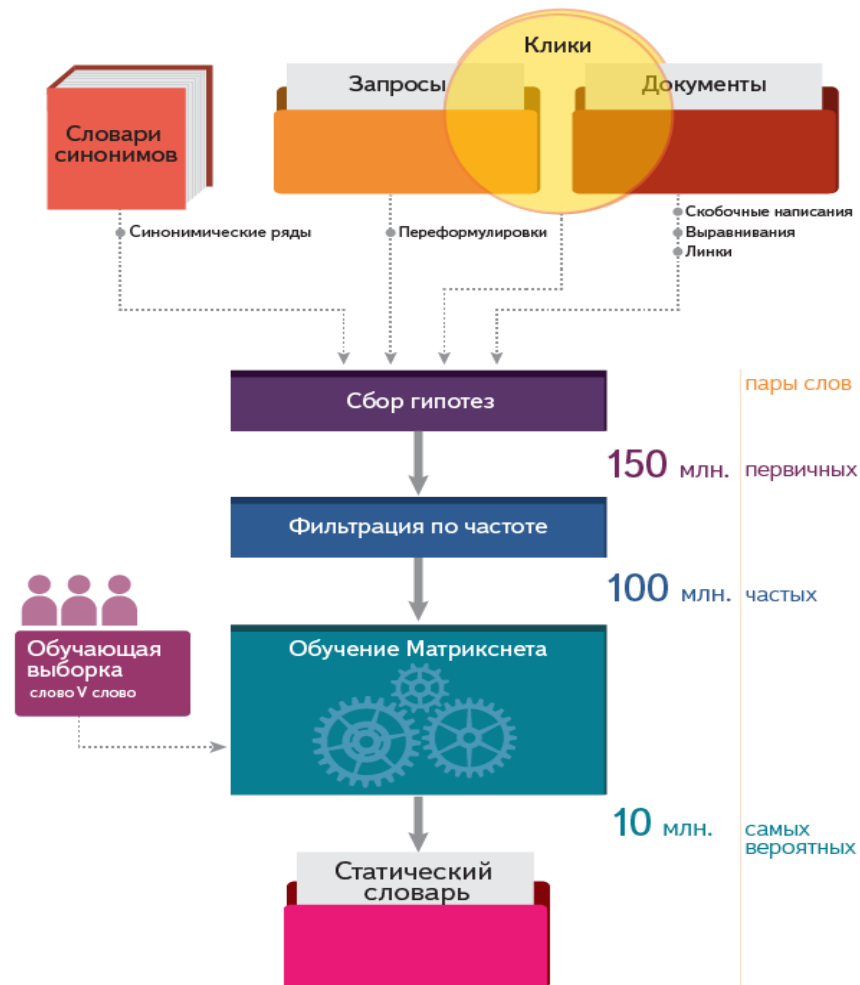 Клики
Запросы
Документы
Словари
синонимов
Синонимические ряды
Переформулировки
Скобочные написания
Выравнивания
Линки
Сбор гипотез
пары слов
150 млн. первичных
Фильтрация по частоте
100 млн. частых
Обучающая
выборка
слово V слово
Обучение Матрикснета
10 млн. самых
вероятных
Статический
словарь